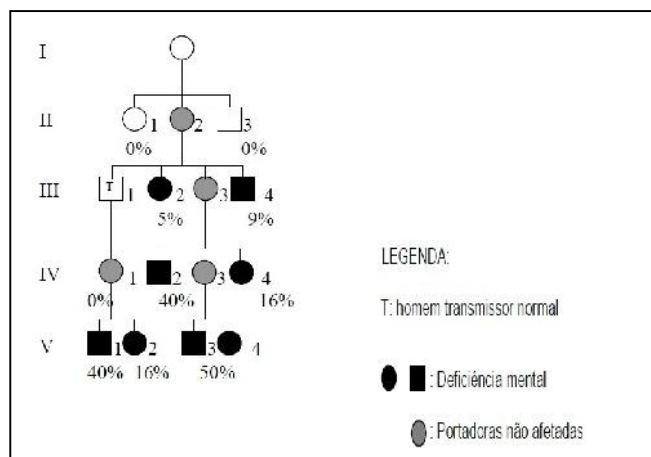 I
II 1 2 3
0% 0%
III T 1 2 3 4
5% 9%
IV 1 2 3 4
0% 40% 16%
V 1 2 3 4
40% 16% 50%
LEGENDA:
T: homem transmissor normal
: Deficiência mental
: Portadoras não afetadas